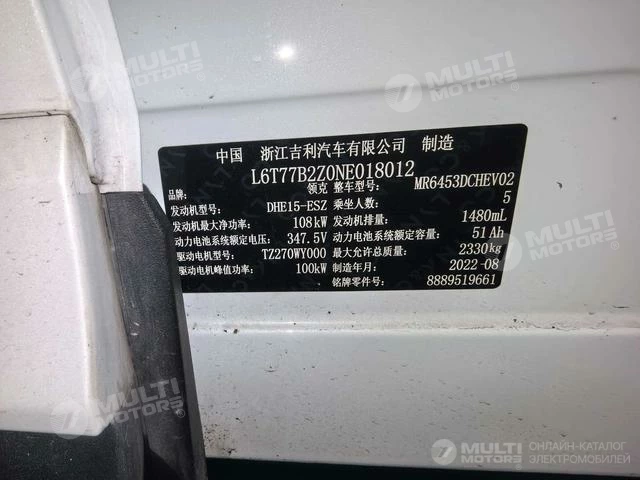 中国 浙江吉利汽车有限公司 制造
L6T77B2Z0NE018012
领克 整车型号: MR6453DCHEV02
发动机型号: DHE15-ESZ 乘坐人数: 5
发动机最大净功率: 108kW 发动机排量: 1480mL
动力电池系统额定电压: 347.5V 动力电池系统额定容量: 51Ah
驱动电机型号: TZ270WY000 最大允许总质量: 2330kg
驱动电机峰值功率: 100kW 制造年月: 2022-08
铭牌零件号: 8889519661
MULTI
MOTORS
MULTI
MOTORS
MULTI
MOTORS
MULTI
MOTORS
MULTI
MOTORS
ОНЛАЙН-КАТАЛОГ
ЭЛЕКТРОМОБИЛЕЙ